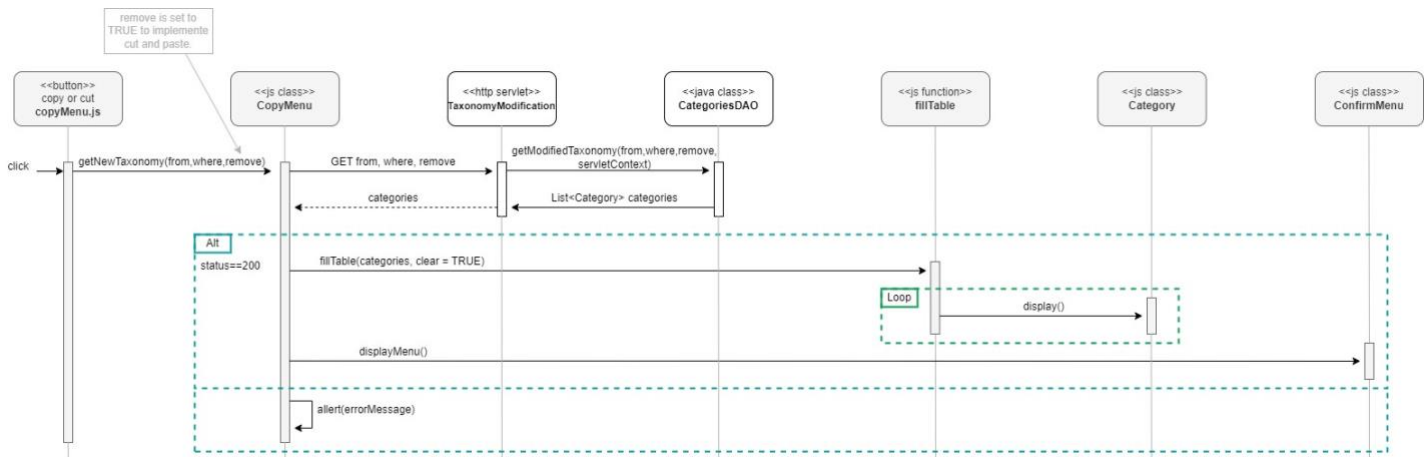 remove is set to
TRUE to implemente
cut and paste.
<<button>>
copy or cut
copyMenu.js
<<js class>>
CopyMenu
<<http servlet>>
TaxonomyModification
<<java class>>
CategoriesDAO
<<js function>>
fillTable
<<js class>>
Category
<<js class>>
ConfirmMenu
click
getNewTaxonomy(from,where,remove)
GET from, where, remove
getModifiedTaxonomy(from,where,remove,
servletContext)
categories
List<Category> categories
Alt
status==200
fillTable(categories, clear = TRUE)
Loop
display()
displayMenu()
allert(errorMessage)